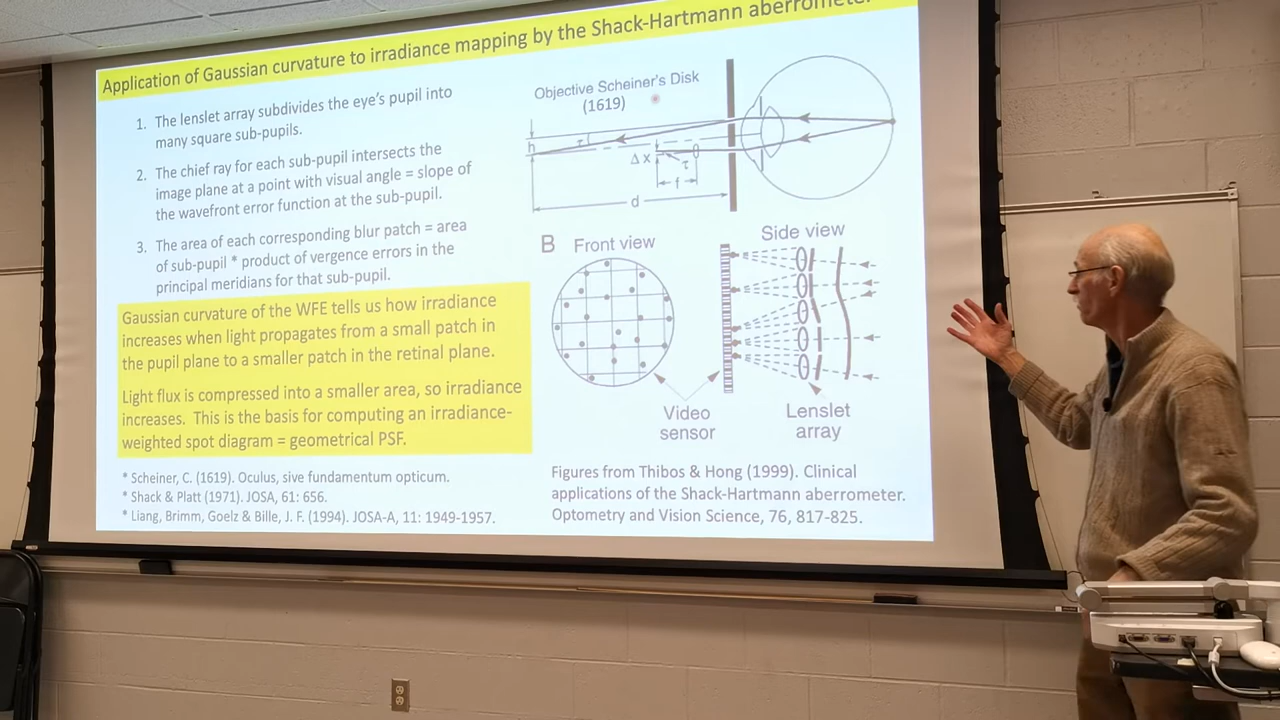 Application of Gaussian curvature to irradiance mapping by the Shack-Hartmann aberrometer
1. The lenslet array subdivides the eye's pupil into
many square sub-pupils.
2. The chief ray for each sub-pupil intersects the
image plane at a point with visual angle = slope of
the wavefront error function at the sub-pupil.
3. The area of each corresponding blur patch = area
of sub-pupil * product of vergence errors in the
principal meridians for that sub-pupil.
Gaussian curvature of the WFE tells us how irradiance
increases when light propagates from a small patch in
the pupil plane to a smaller patch in the retinal plane.
Light flux is compressed into a smaller area, so irradiance
increases. This is the basis for computing an irradiance-
weighted spot diagram = geometrical PSF.
* Scheiner, C. (1619). Oculus, sive fundamentum opticum.
* Shack & Platt (1971). JOSA, 61: 656.
* Liang, Brimm, Goelz & Bille, J. F. (1994). JOSA-A, 11: 1949-1957.
Objective Scheiner's Disk
(1619)
h
τ
Δx
τ
f
d
B
Front view
Side view
Video
sensor
Lenslet
array
Figures from Thibos & Hong (1999). Clinical
applications of the Shack-Hartmann aberrometer.
Optometry and Vision Science, 76, 817-825.